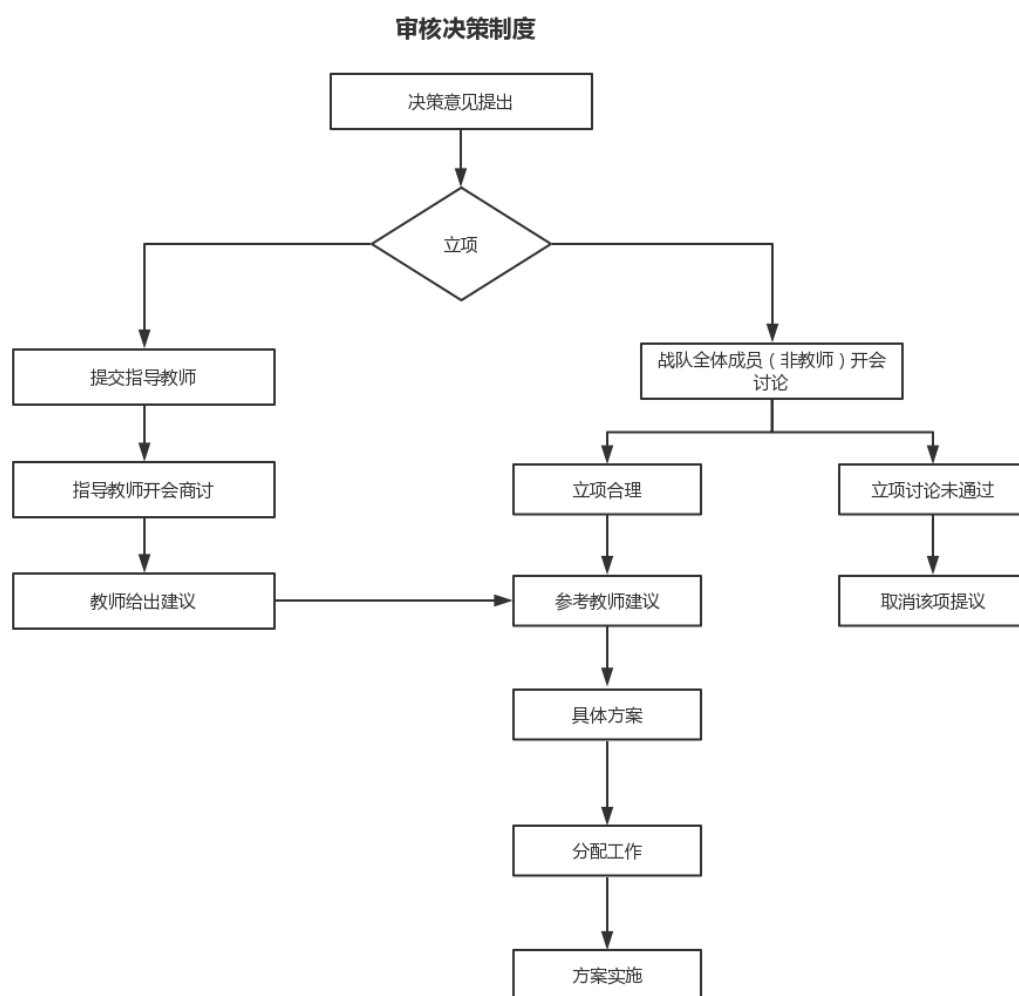 审核决策制度
决策意见提出
立项
提交指导教师
战队全体成员（非教师）开会
讨论
指导教师开会商讨
立项合理
立项讨论未通过
教师给出建议
参考教师建议
取消该项提议
具体方案
分配工作
方案实施